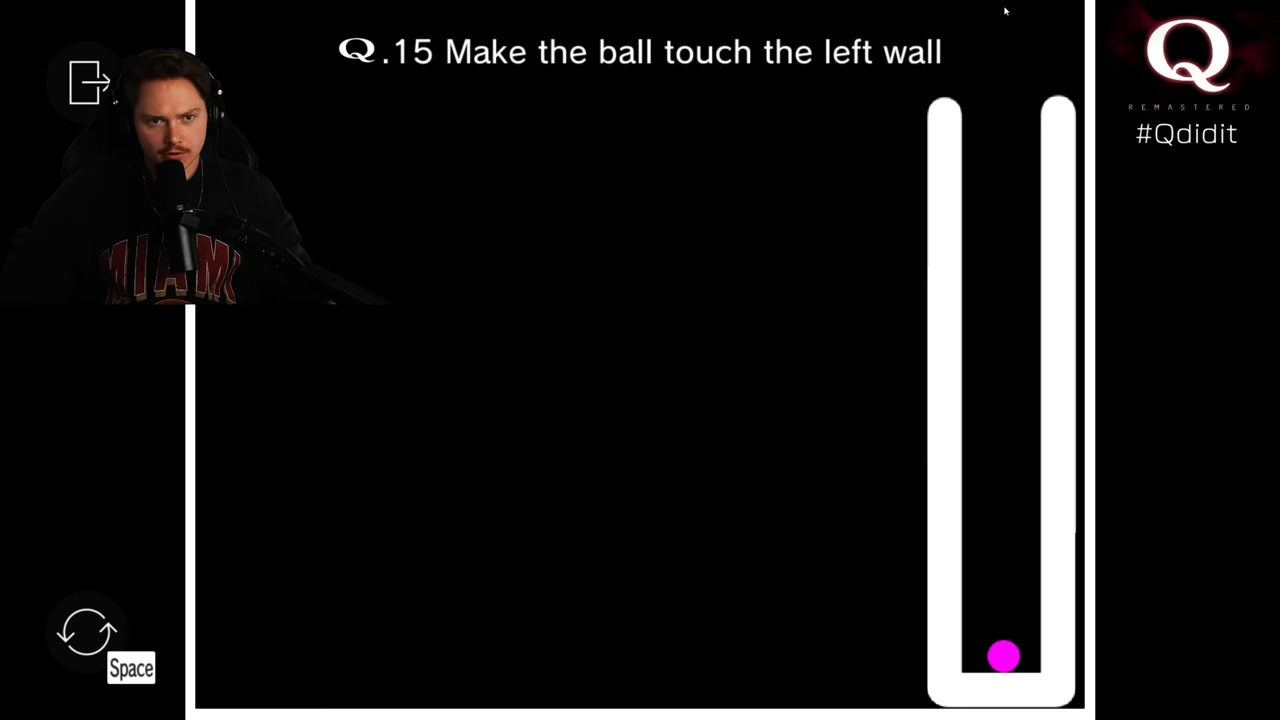 Q.15 Make the ball touch the left wall
Q
REMASTERED
#Qdidit
MIAMI
Space